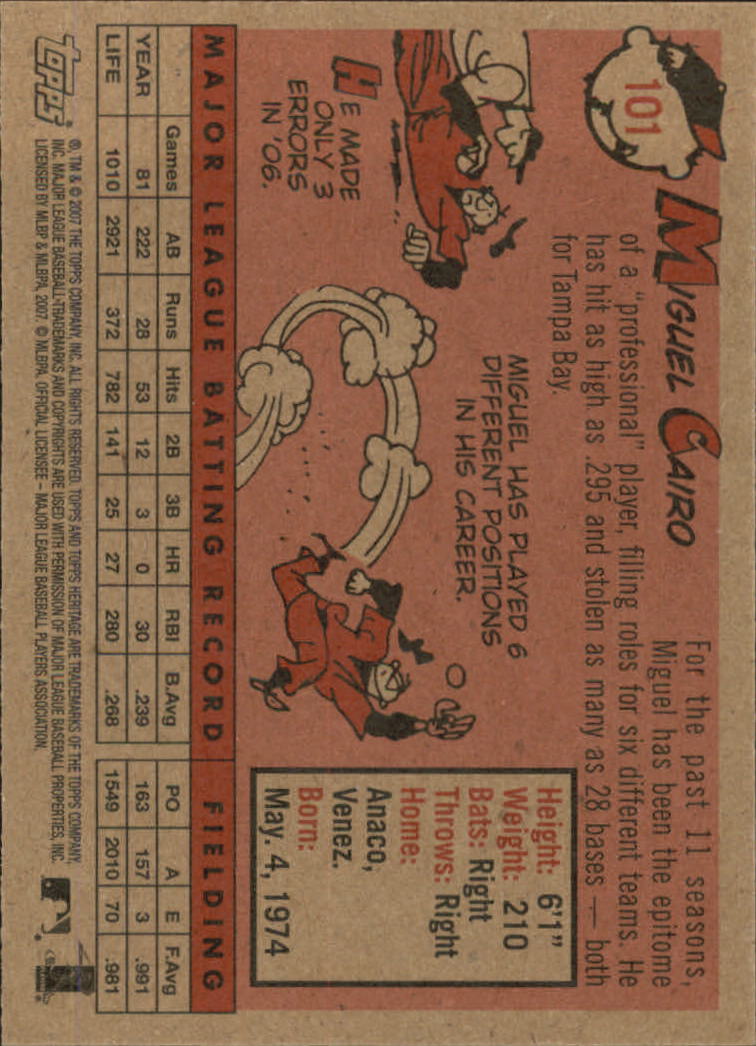 101
MIGUEL CAIRO
For the past 11 seasons,
Miguel has been the epitome
of a "professional" player, filling roles for six different teams. He
has hit as high as .295 and stolen as many as 28 bases — both
for Tampa Bay.
HE MADE
ONLY 3
ERRORS
IN '06.
MIGUEL HAS PLAYED 6
DIFFERENT POSITIONS
IN HIS CAREER.
Height: 6'1"
Weight: 210
Bats: Right
Throws: Right
Home:
Anaco,
Venez.
Born:
May. 4, 1974
MAJOR LEAGUE BATTING RECORD FIELDING
Games AB Runs Hits 2B 3B HR RBI B.Avg PO A E F.Avg
YEAR 81 222 28 53 12 3 0 30 .239 163 157 3 .991
LIFE 1010 2921 372 782 141 25 27 280 .268 1549 2010 70 .981
topps®
®, TM & © 2007 THE TOPPS COMPANY, INC. ALL RIGHTS RESERVED. TOPPS AND TOPPS HERITAGE ARE TRADEMARKS OF THE TOPPS COMPANY,
INC. MAJOR LEAGUE BASEBALL TRADEMARKS AND COPYRIGHTS ARE USED WITH PERMISSION OF MAJOR LEAGUE BASEBALL PROPERTIES, INC.
LICENSED BY MLBP & MLBPA, 2007. © MLBPA, OFFICIAL LICENSEE – MAJOR LEAGUE BASEBALL PLAYERS ASSOCIATION.